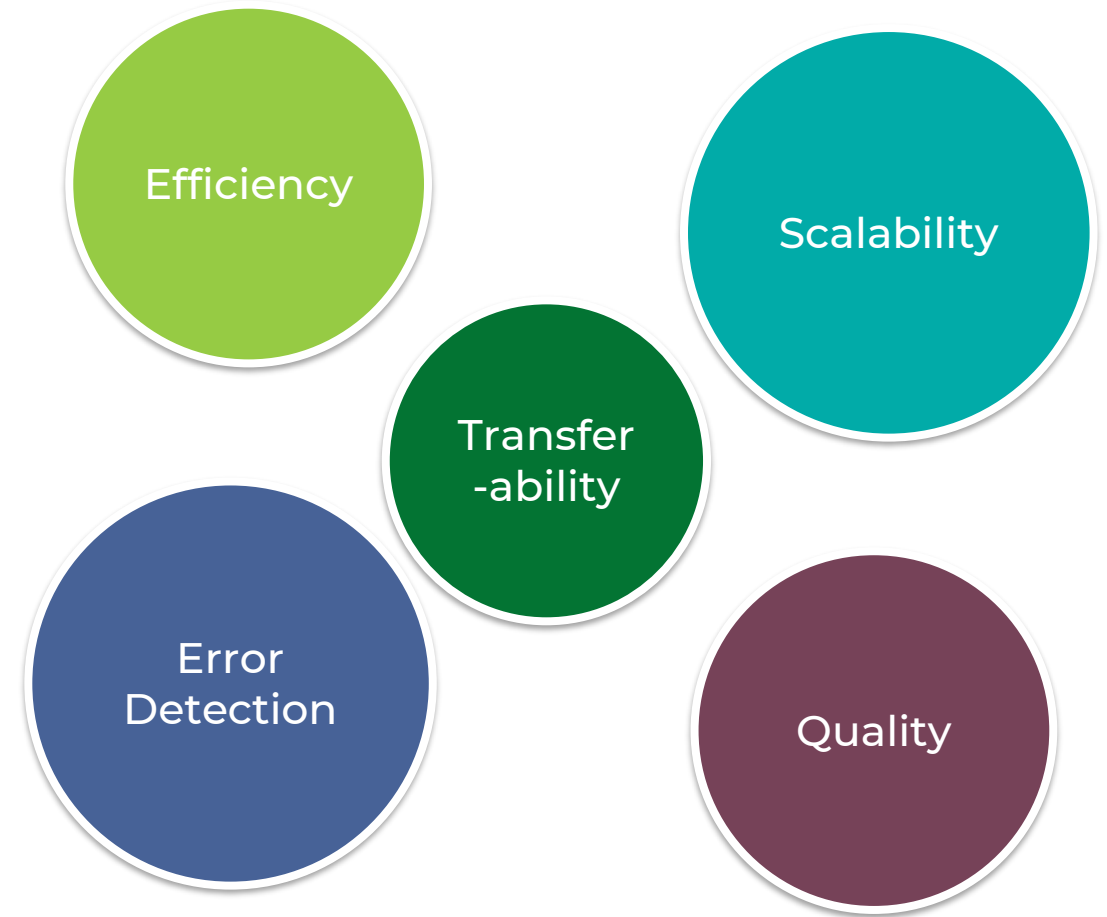 Efficiency
Scalability
Transfer
-ability
Error
Detection
Quality